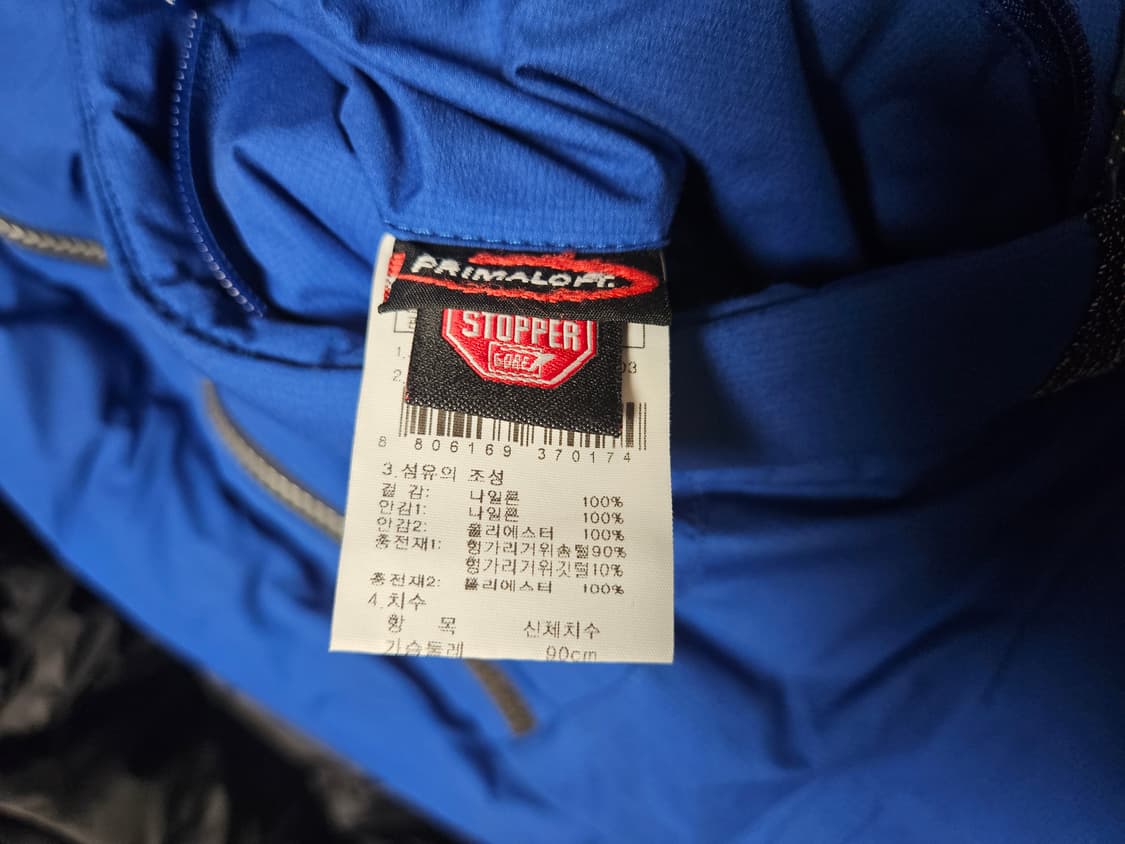 PRIMALOFT.
STOPPER
GORE
1.
2. 03
8 806169 370174
3.섬유의 조성
겉 감: 나일론 100%
안감1: 나일론 100%
안감2: 폴리에스터 100%
충전재1: 헝가리거위솜털90%
헝가리거위깃털10%
충전재2: 폴리에스터 100%
4.치수
항 목 신체치수
가슴둘레 90cm